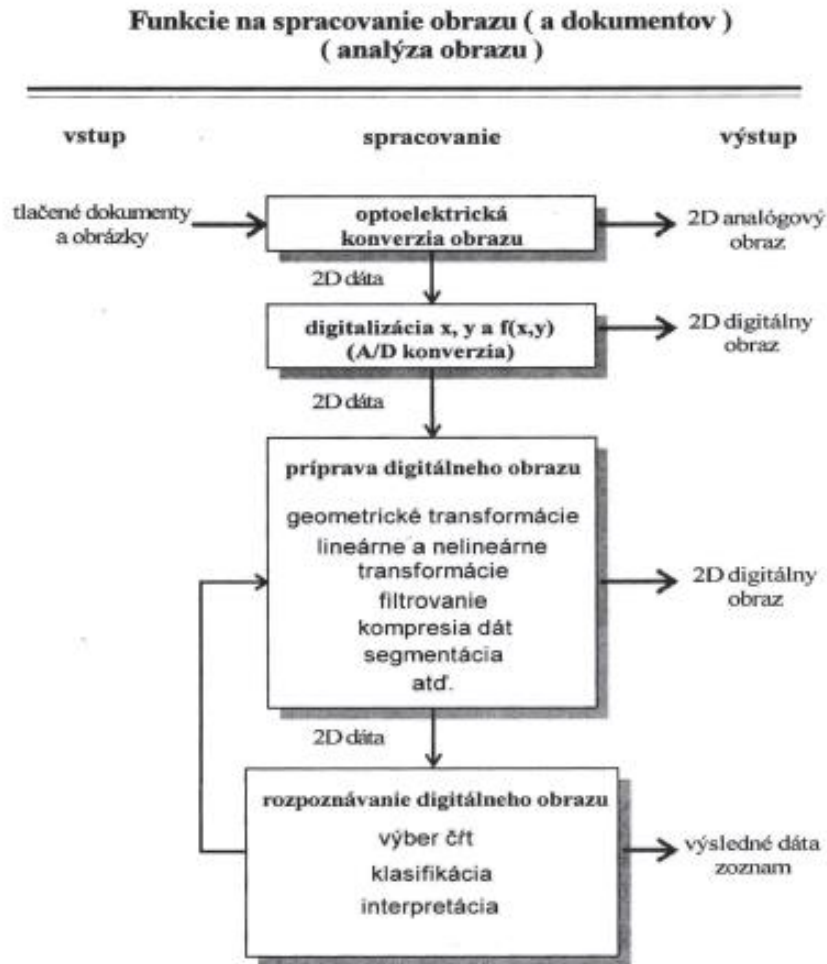 Funkcie na spracovanie obrazu ( a dokumentov )
( analýza obrazu )
vstup
spracovanie
výstup
tlačené dokumenty
a obrázky
optoelektrická
konverzia obrazu
2D analógový
obraz
2D dáta
digitalizácia x, y a f(x,y)
(A/D konverzia)
2D digitálny
obraz
2D dáta
príprava digitálneho obrazu
geometrické transformácie
lineárne a nelineárne
transformácie
filtrovanie
kompresia dát
segmentácia
atď.
2D digitálny
obraz
2D dáta
rozpoznávanie digitálneho obrazu
výber čŕt
klasifikácia
interpretácia
výsledné dáta
zoznam